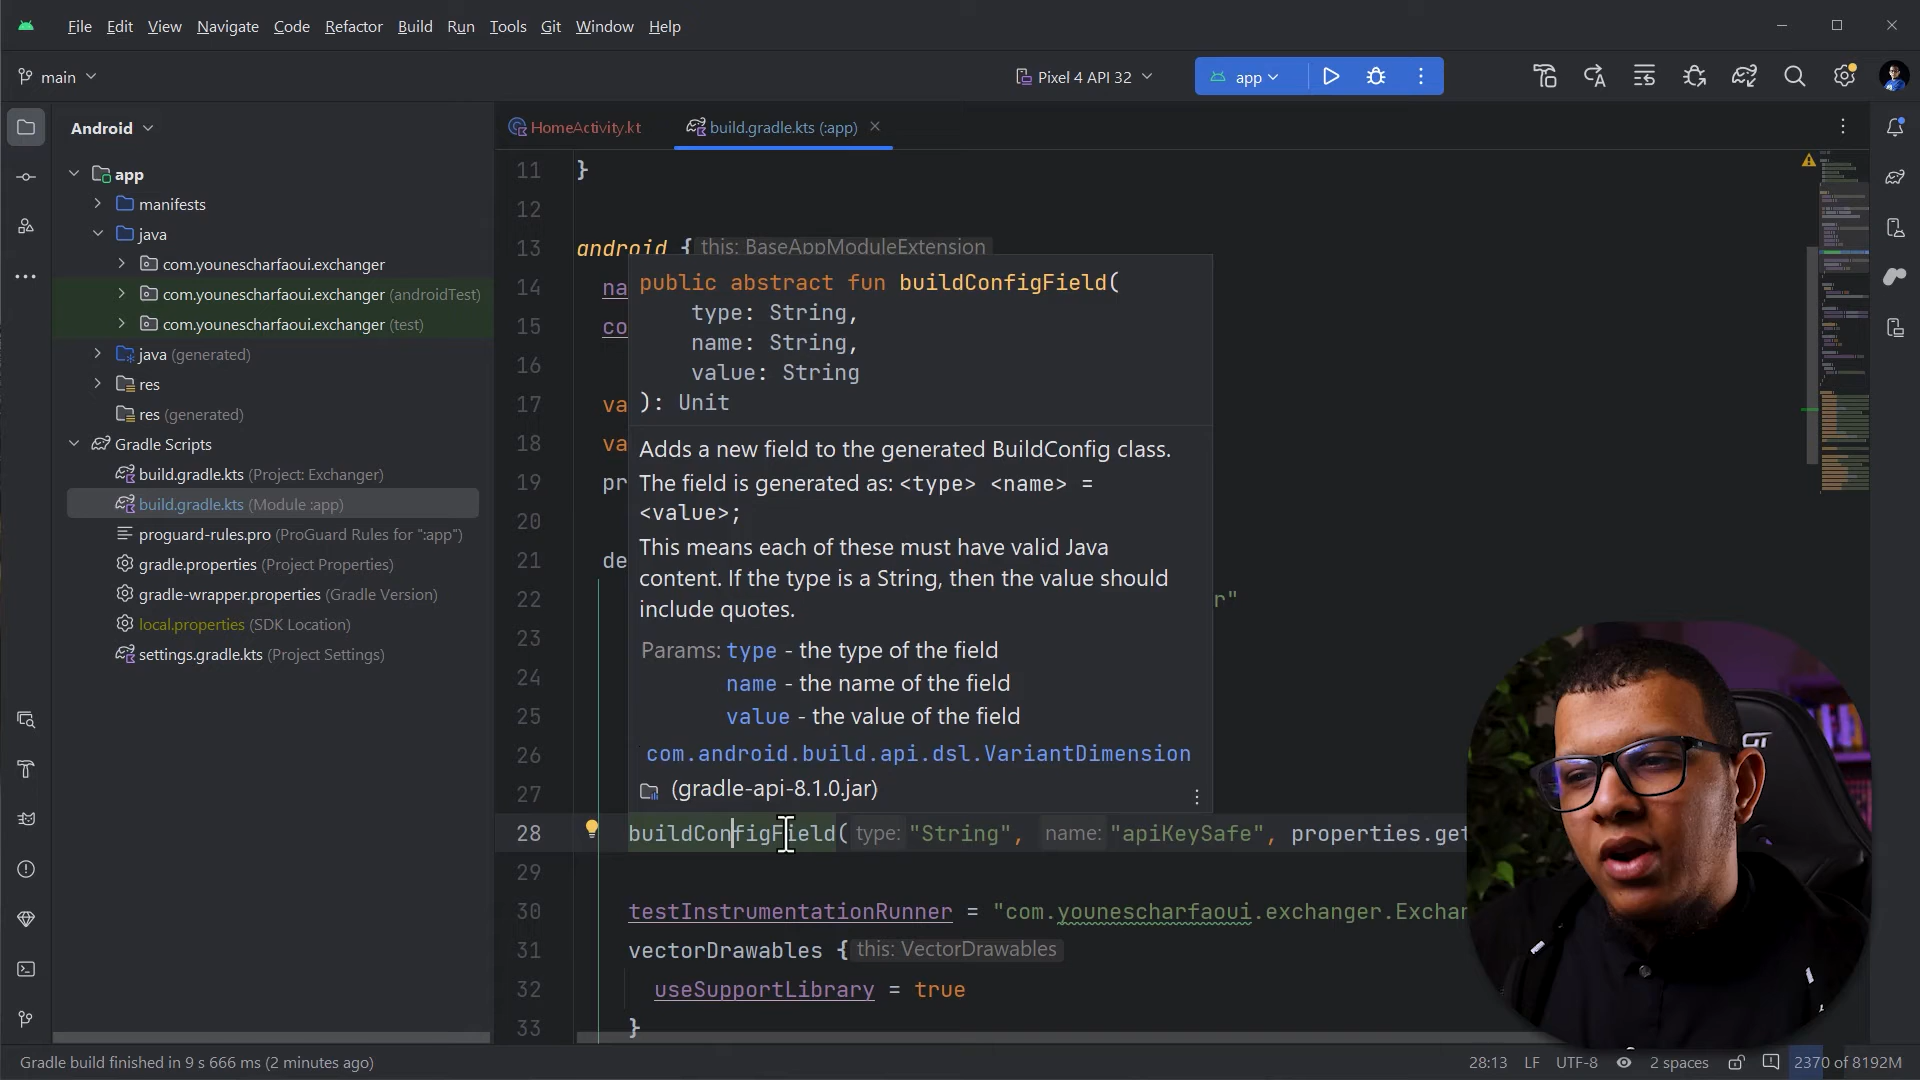 File Edit View Navigate Code Refactor Build Run Tools Git Window Help
main
Pixel 4 API 32
app
Android
HomeActivity.kt
build.gradle.kts (:app)
app
manifests
java
com.younescharfaoui.exchanger
com.younescharfaoui.exchanger (androidTest)
com.younescharfaoui.exchanger (test)
java (generated)
res
res (generated)
Gradle Scripts
build.gradle.kts (Project: Exchanger)
build.gradle.kts (Module :app)
proguard-rules.pro (ProGuard Rules for ":app")
gradle.properties (Project Properties)
gradle-wrapper.properties (Gradle Version)
local.properties (SDK Location)
settings.gradle.kts (Project Settings)
11 }
12
13 android { this: BaseAppModuleExtension
14 na
15 co
16
17 va
18 va
19 pr
20
21 de
22 r"
23
24
25
26
27
public abstract fun buildConfigField(
type: String,
name: String,
value: String
): Unit
Adds a new field to the generated BuildConfig class.
The field is generated as: <type> <name> =
<value>;
This means each of these must have valid Java
content. If the type is a String, then the value should
include quotes.
Params: type - the type of the field
name - the name of the field
value - the value of the field
com.android.build.api.dsl.VariantDimension
(gradle-api-8.1.0.jar)
28 buildConfigField( type: "String", name: "apiKeySafe", properties.get
29
30 testInstrumentationRunner = "com.younescharfaoui.exchanger.Exchan
31 vectorDrawables { this: VectorDrawables
32 useSupportLibrary = true
33 }
Gradle build finished in 9 s 666 ms (2 minutes ago)
28:13 LF UTF-8 2 spaces 2370 of 8192M